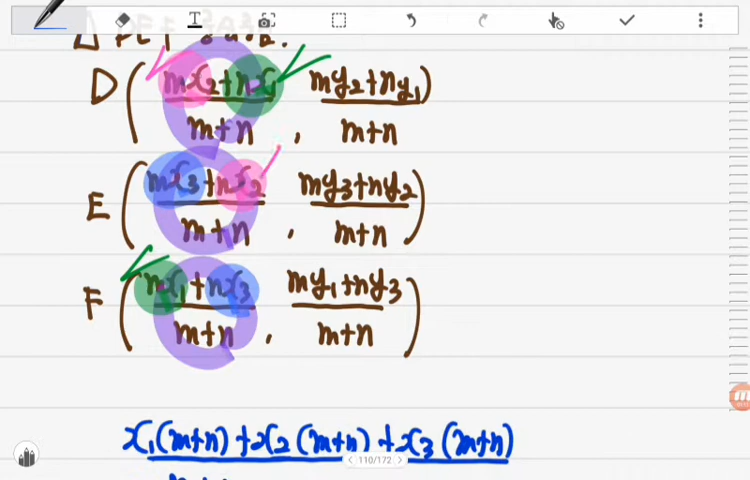 D( mx₂+nx₁ / m+n , my₂+ny₁ / m+n )
E( mx₃+nx₂ / m+n , my₃+ny₂ / m+n )
F( mx₁+nx₃ / m+n , my₁+ny₃ / m+n )
x₁(m+n)+x₂(m+n)+x₃(m+n)
110/172